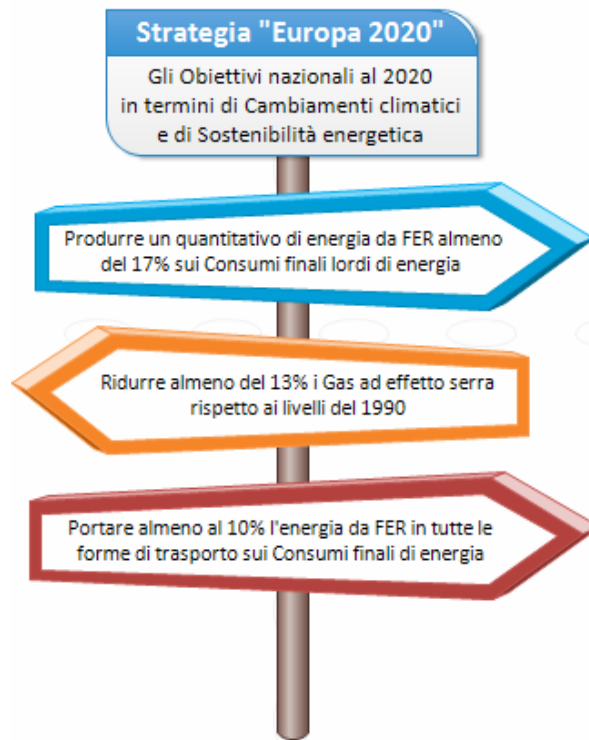 Strategia "Europa 2020"
Gli Obiettivi nazionali al 2020
in termini di Cambiamenti climatici
e di Sostenibilità energetica
Produrre un quantitativo di energia da FER almeno
del 17% sui Consumi finali lordi di energia
Ridurre almeno del 13% i Gas ad effetto serra
rispetto ai livelli del 1990
Portare almeno al 10% l'energia da FER in tutte le
forme di trasporto sui Consumi finali di energia